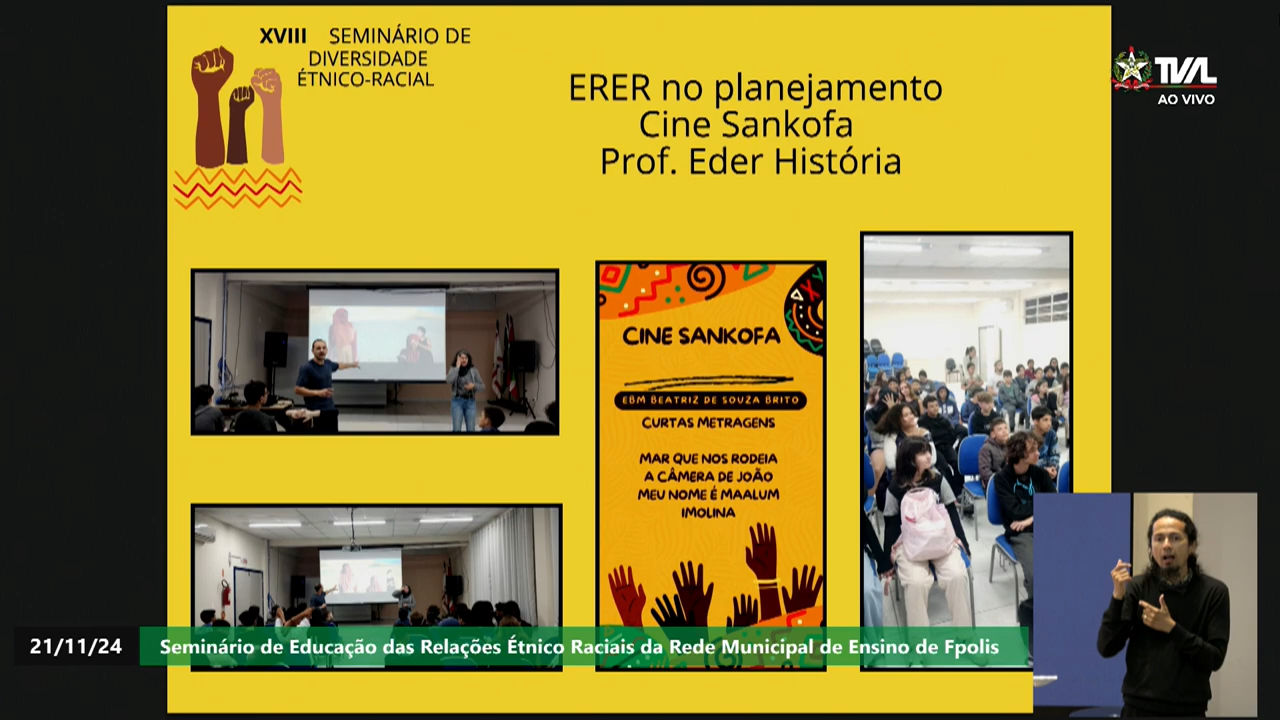 XVIII SEMINÁRIO DE
DIVERSIDADE
ÉTNICO-RACIAL
ERER no planejamento
Cine Sankofa
Prof. Eder História
TVAL
AO VIVO
CINE SANKOFA
EBM BEATRIZ DE SOUZA BRITO
CURTAS METRAGENS
MAR QUE NOS RODEIA
A CÂMERA DE JOÃO
MEU NOME É MAALUM
IMOLINA
21/11/24 Seminário de Educação das Relações Étnico Raciais da Rede Municipal de Ensino de Fpolis